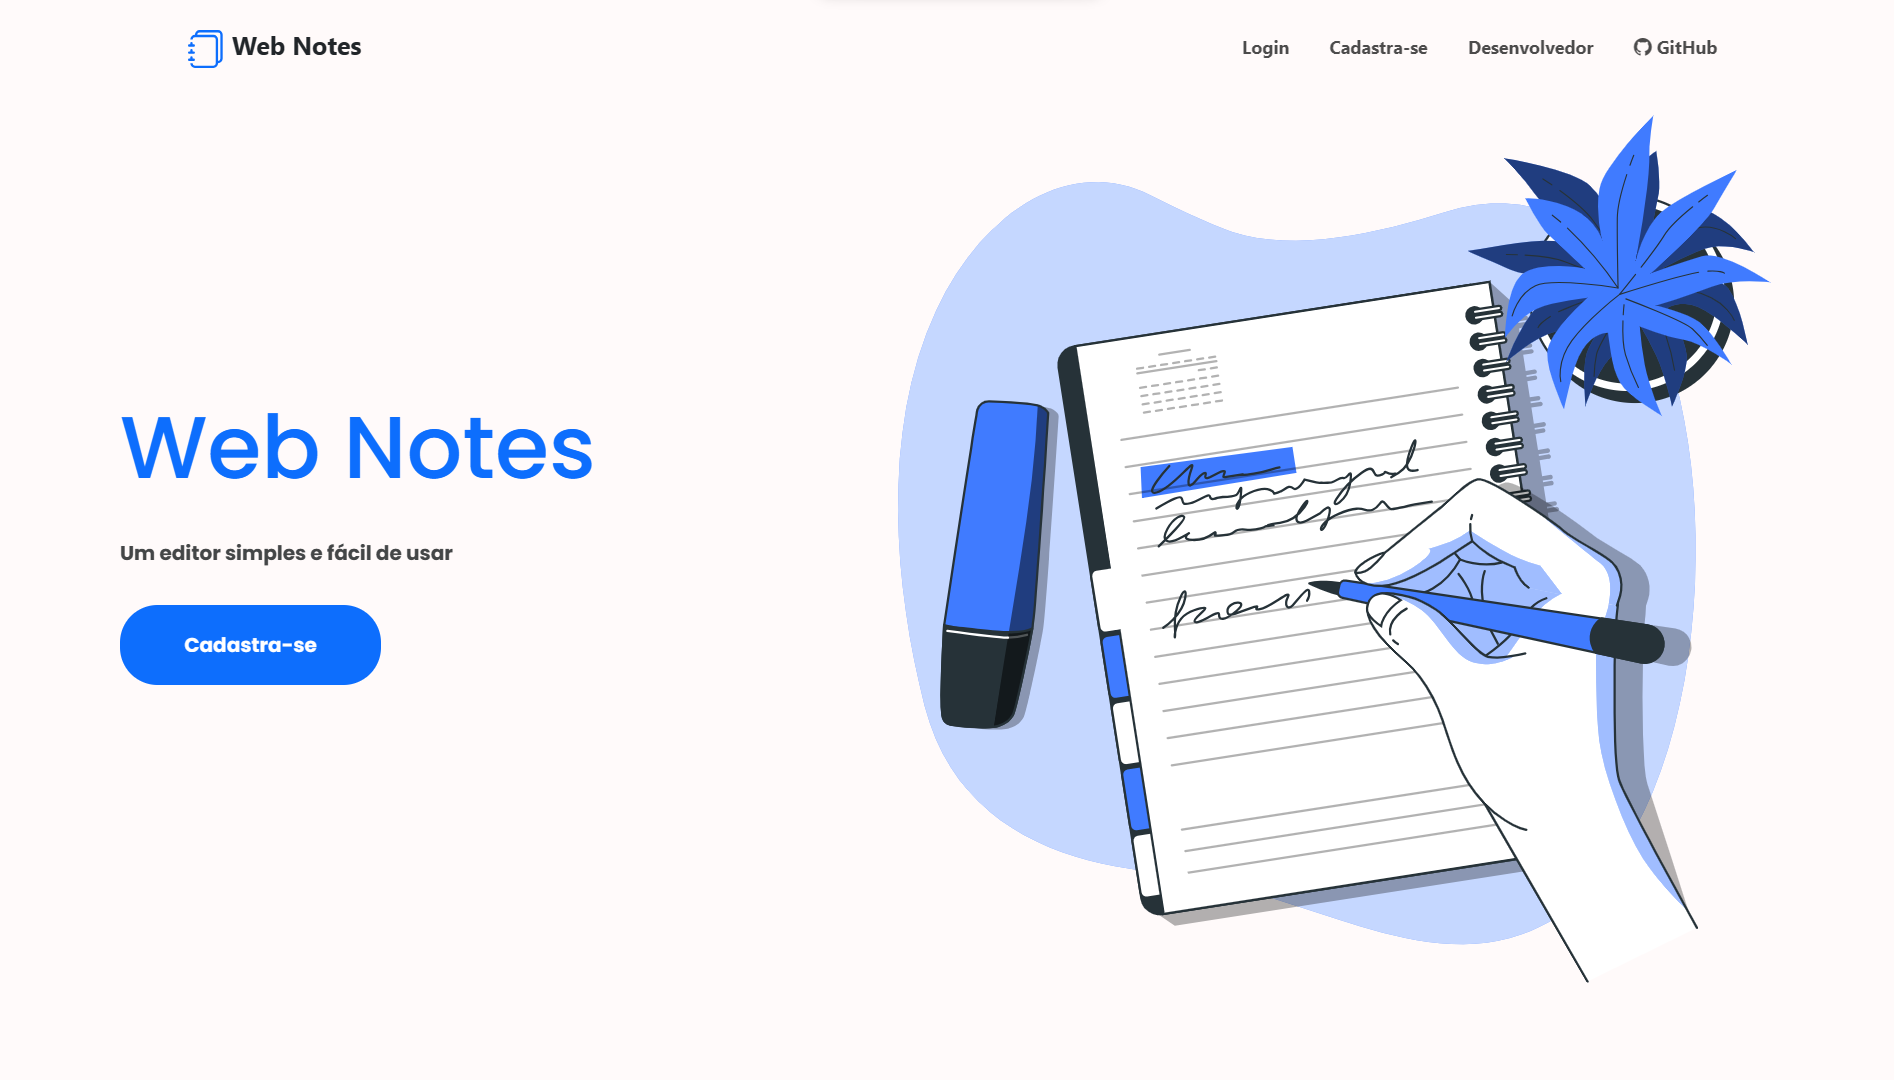 Web Notes
Login
Cadastra-se
Desenvolvedor
GitHub
Web Notes
Um editor simples e fácil de usar
Cadastra-se